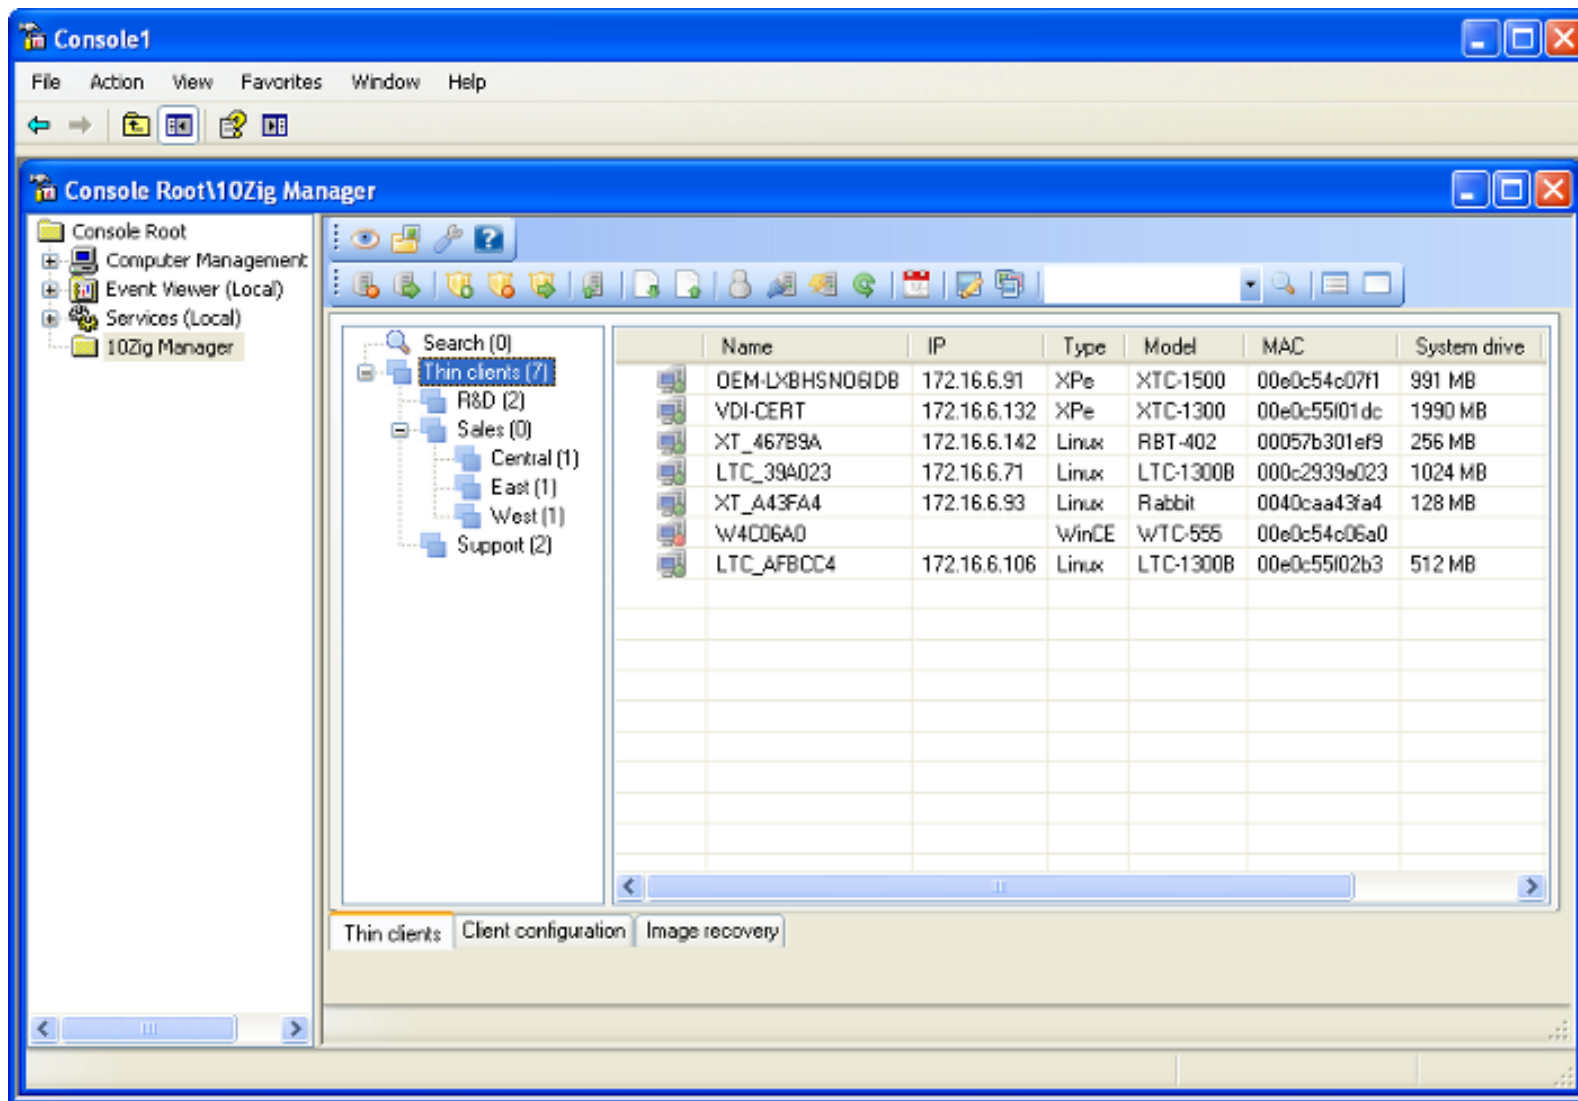 Console1
File Action View Favorites Window Help
Console Root\10Zig Manager
Console Root
Computer Management
Event Viewer (Local)
Services (Local)
10Zig Manager
Search (0)
Thin clients (7)
R&D (2)
Sales (0)
Central (1)
East (1)
West (1)
Support (2)
Name IP Type Model MAC System drive
OEM-LXBHSNO6IDB 172.16.6.91 XPe XTC-1500 00e0c54c07f1 991 MB
VDI-CERT 172.16.6.132 XPe XTC-1300 00e0c55f01dc 1990 MB
XT_467B9A 172.16.6.142 Linux RBT-402 00057b301ef9 256 MB
LTC_39A023 172.16.6.71 Linux LTC-1300B 000c2939a023 1024 MB
XT_A43FA4 172.16.6.93 Linux Rabbit 0040caa43fa4 128 MB
W4C06A0 WinCE WTC-555 00e0c54c06a0
LTC_AFBCC4 172.16.6.106 Linux LTC-1300B 00e0c55f02b3 512 MB
Thin clients Client configuration Image recovery